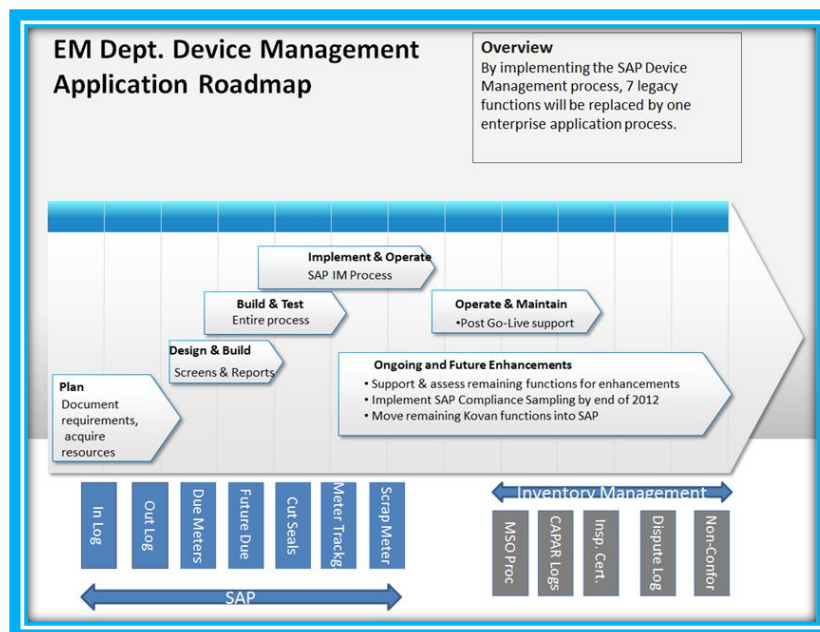 EM Dept. Device Management
Application Roadmap
Overview
By implementing the SAP Device
Management process, 7 legacy
functions will be replaced by one
enterprise application process.
Implement & Operate
SAP IM Process
Build & Test
Entire process
Operate & Maintain
•Post Go-Live support
Design & Build
Screens & Reports
Ongoing and Future Enhancements
• Support & assess remaining functions for enhancements
• Implement SAP Compliance Sampling by end of 2012
• Move remaining Kovan functions into SAP
Plan
Document
requirements,
acquire
resources
In Log
Out Log
Due Meters
Future Due
Cut Seals
Meter Trackg
Scrap Meter
SAP
Inventory Management
MSO Proc
CAPAR Logs
Insp. Cert.
Dispute Log
Non-Confor